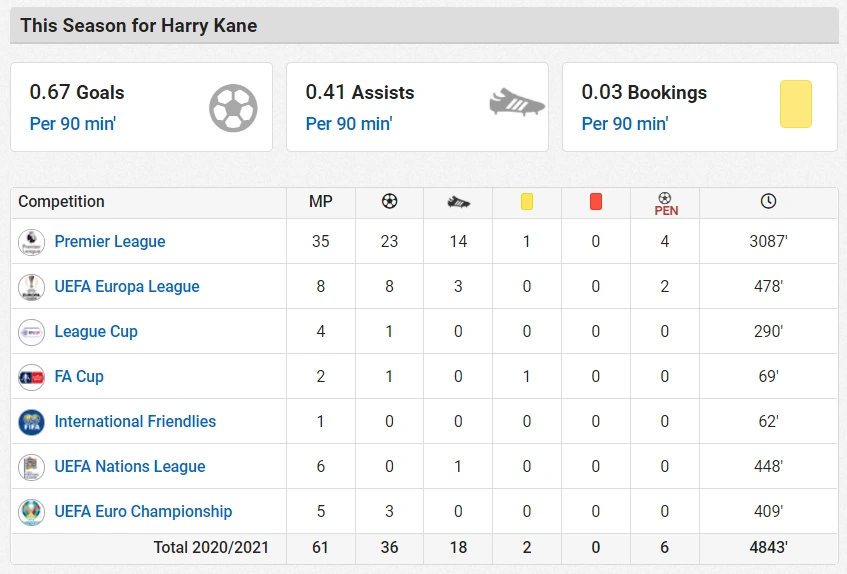 This Season for Harry Kane
0.67 Goals
Per 90 min'
0.41 Assists
Per 90 min'
0.03 Bookings
Per 90 min'
Competition MP PEN
Premier League 35 23 14 1 0 4 3087'
UEFA Europa League 8 8 3 0 0 2 478'
League Cup 4 1 0 0 0 0 290'
FA Cup 2 1 0 1 0 0 69'
International Friendlies 1 0 0 0 0 0 62'
UEFA Nations League 6 0 1 0 0 0 448'
UEFA Euro Championship 5 3 0 0 0 0 409'
Total 2020/2021 61 36 18 2 0 6 4843'